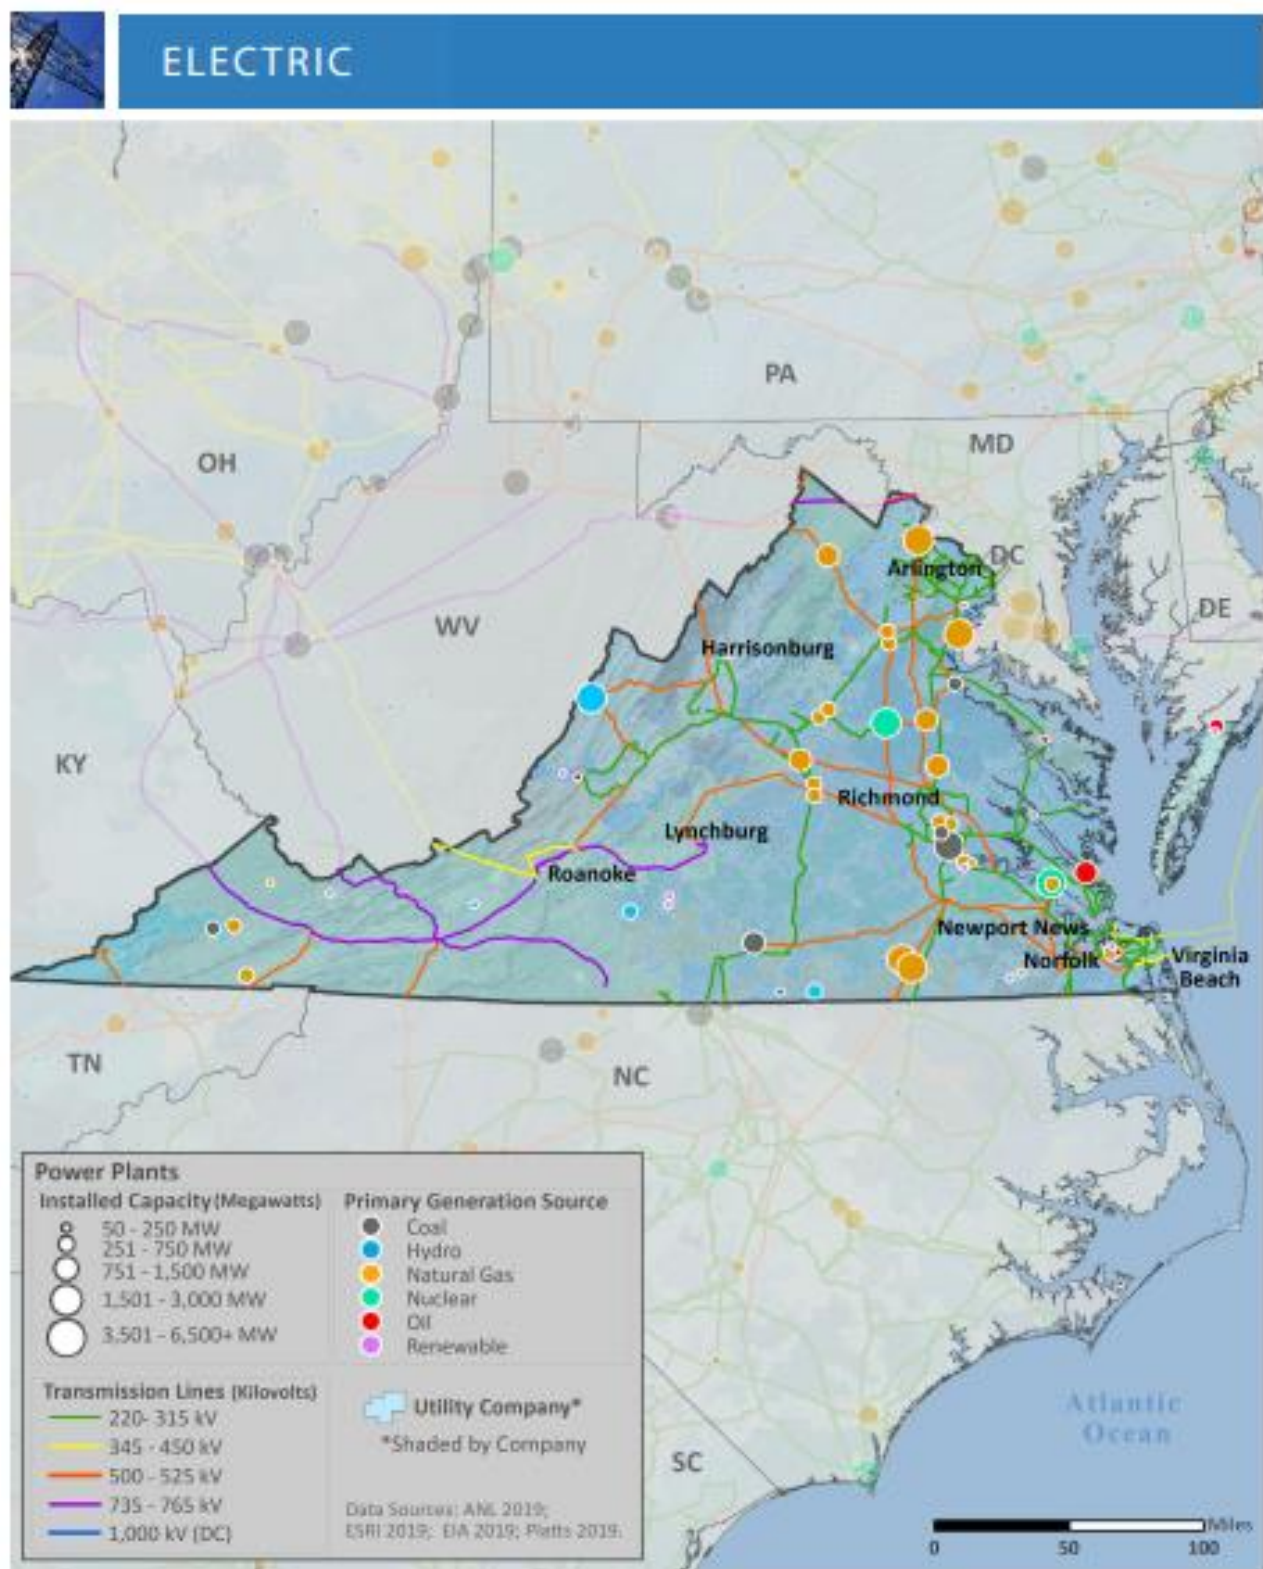 ELECTRIC
PA
MD
OH
DC
Arlington
DE
WV
Harrisonburg
KY
Richmond
Lynchburg
Roanoke
Newport News
Norfolk
Virginia
Beach
TN
NC
Power Plants
Installed Capacity (Megawatts)
50 - 250 MW
251 - 750 MW
751 - 1,500 MW
1,501 - 3,000 MW
3,501 - 6,500+ MW
Primary Generation Source
Coal
Hydro
Natural Gas
Nuclear
Oil
Renewable
Transmission Lines (Kilovolts)
220- 315 kV
345 - 450 kV
500 - 525 kV
735 - 765 kV
1,000 kV (DC)
Utility Company*
*Shaded by Company
Data Sources: ANL 2019;
ESRI 2019; EIA 2019; Platts 2019.
SC
Atlantic
Ocean
Miles
0 50 100